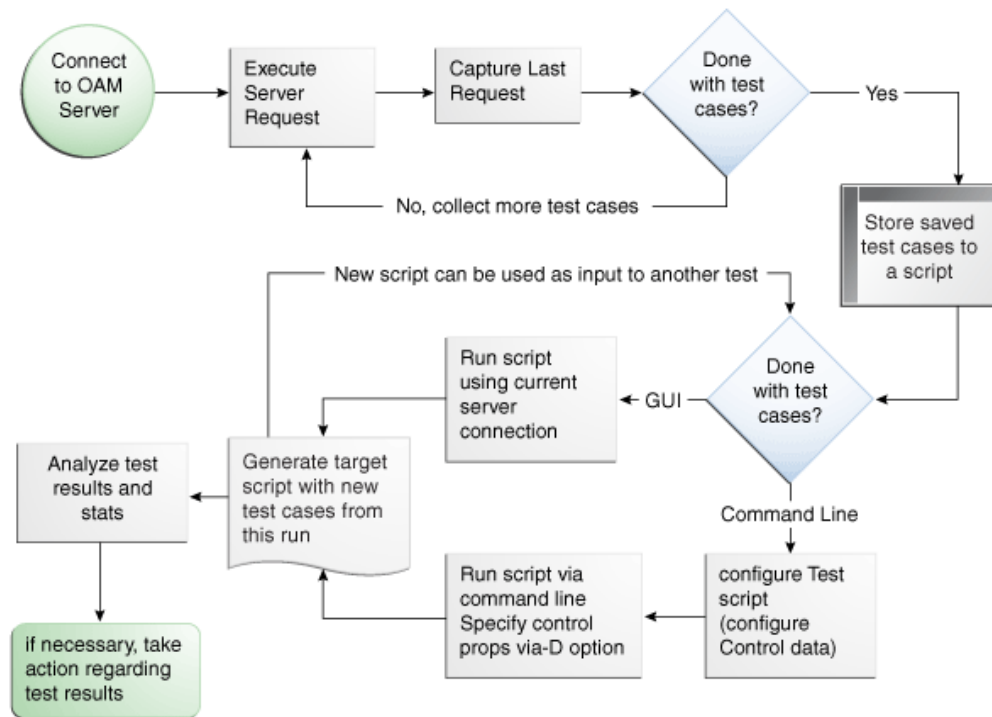 Connect
to OAM
Server
Execute
Server
Request
Capture Last
Request
Done
with test
cases?
Yes
No, collect more test cases
Store saved
test cases to
a script
New script can be used as input to another test
Done
with test
cases?
GUI
Run script
using current
server
connection
Generate target
script with new
test cases from
this run
Analyze test
results and
stats
Command Line
configure Test
script
(configure
Control data)
Run script via
command line
Specify control
props via-D option
if necessary, take
action regarding
test results